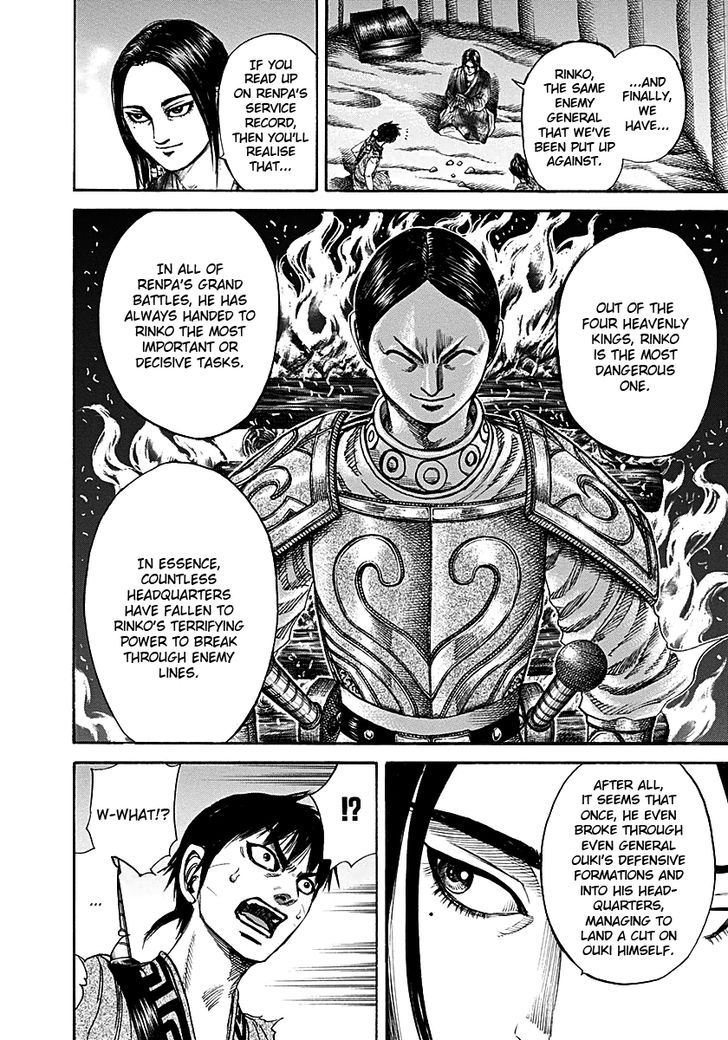 ...AND
FINALLY,
WE
HAVE...
RINKO,
THE SAME
ENEMY
GENERAL
THAT WE'VE
BEEN PUT UP
AGAINST.
IF YOU
READ UP
ON RENPA'S
SERVICE
RECORD,
THEN YOU'LL
REALISE
THAT...
OUT OF THE
FOUR HEAVENLY
KINGS, RINKO
IS THE MOST
DANGEROUS
ONE.
IN ALL OF
RENPA'S GRAND
BATTLES, HE HAS
ALWAYS HANDED TO
RINKO THE MOST
IMPORTANT OR
DECISIVE TASKS.
IN ESSENCE,
COUNTLESS
HEADQUARTERS
HAVE FALLEN TO
RINKO'S TERRIFYING
POWER TO BREAK
THROUGH ENEMY
LINES.
AFTER ALL,
IT SEEMS THAT
ONCE, HE EVEN
BROKE THROUGH
EVEN GENERAL
OUKI'S DEFENSIVE
FORMATIONS AND
INTO HIS HEAD-
QUARTERS,
MANAGING TO
LAND A CUT ON
OUKI HIMSELF.
!?
W-WHAT!?
...